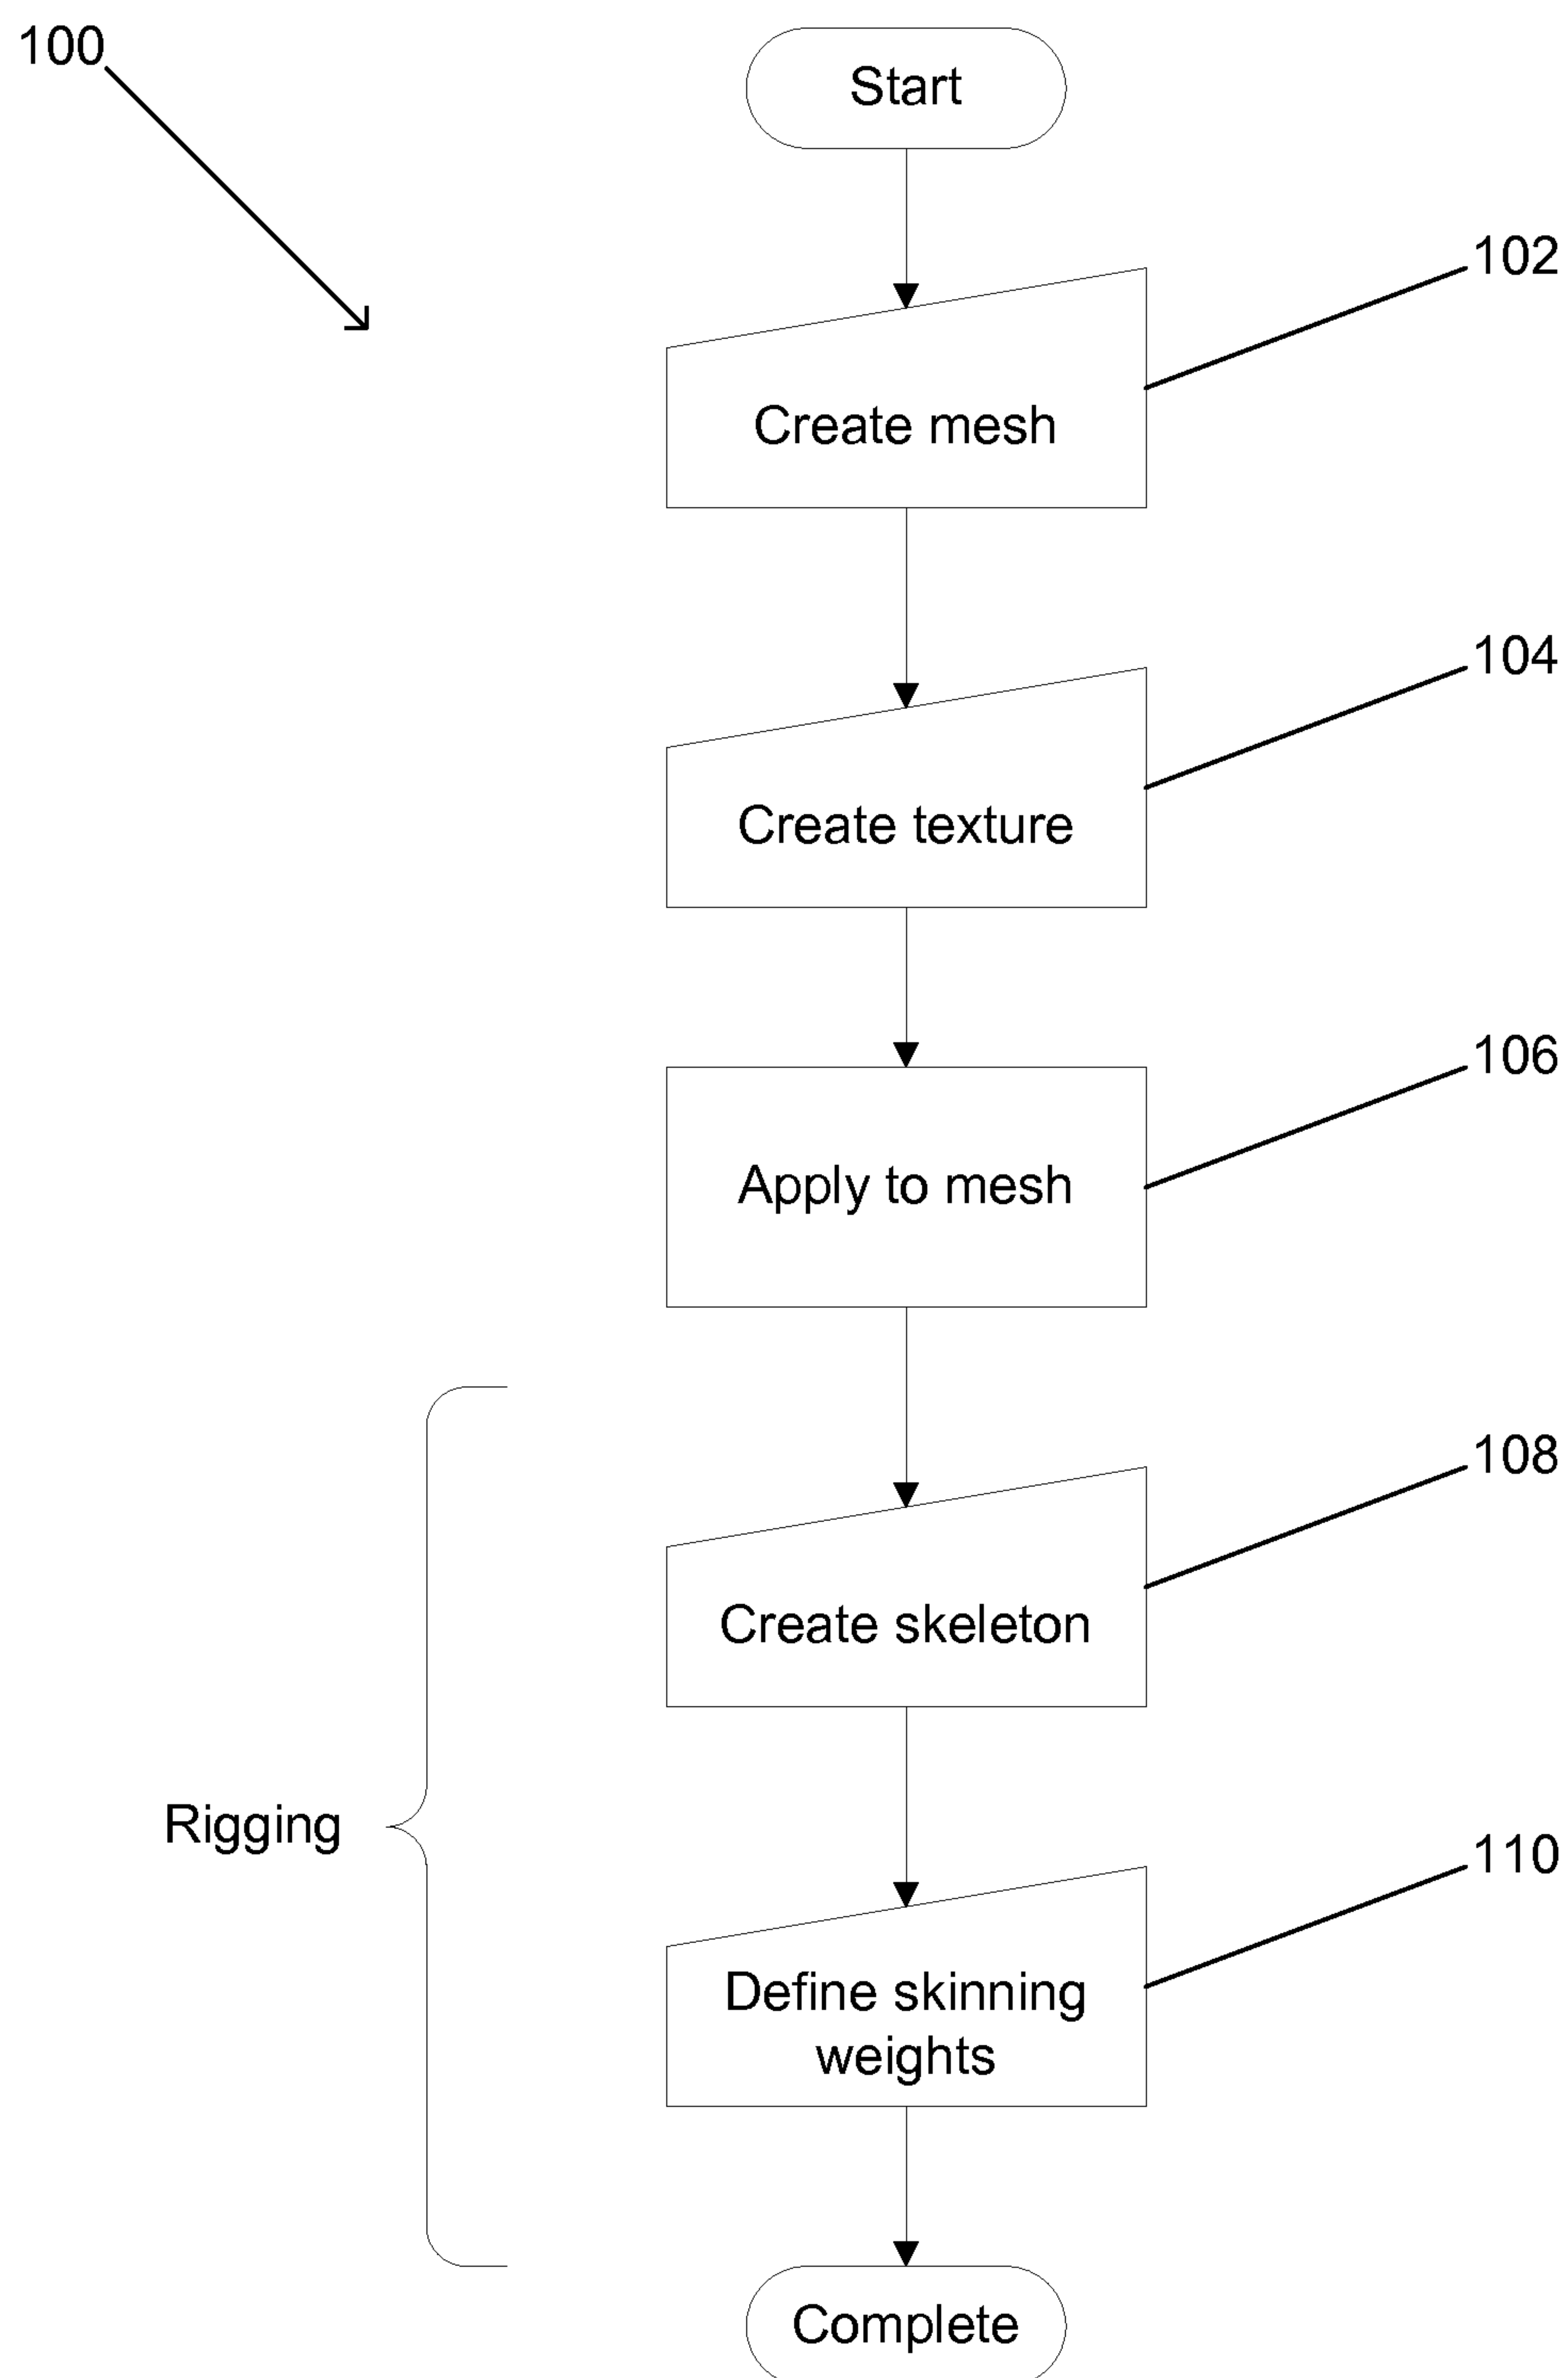 100
Start
102
Create mesh
104
Create texture
106
Apply to mesh
108
Create skeleton
Rigging
110
Define skinning
weights
Complete